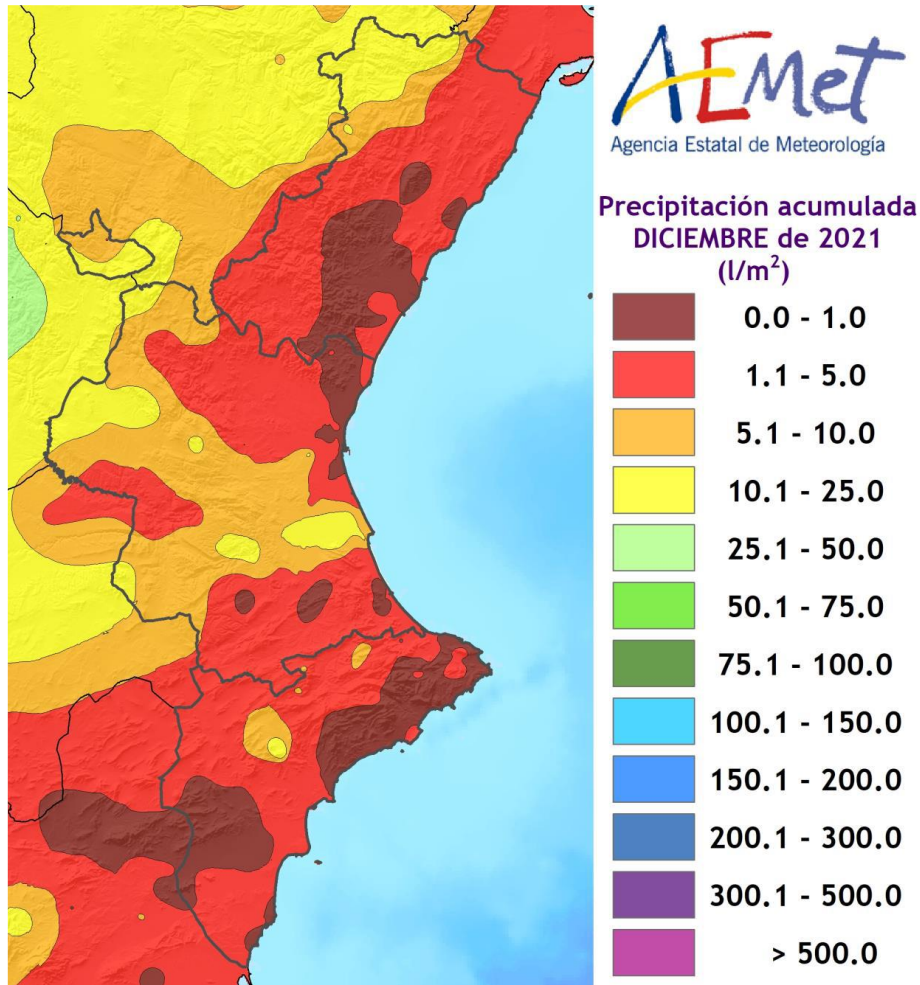 AEMet
Agencia Estatal de Meteorología
Precipitación acumulada
DICIEMBRE de 2021
(l/m²)
0.0 - 1.0
1.1 - 5.0
5.1 - 10.0
10.1 - 25.0
25.1 - 50.0
50.1 - 75.0
75.1 - 100.0
100.1 - 150.0
150.1 - 200.0
200.1 - 300.0
300.1 - 500.0
> 500.0